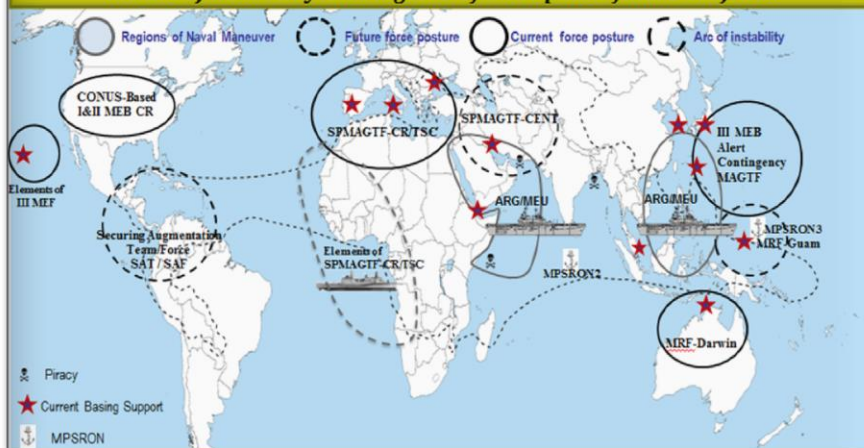 Regions of Naval Maneuver
Future force posture
Current force posture
Arc of instability
CONUS-Based
I&II MEB CR
SPMAGTF-CR/TSC
SPMAGTF-CENT
III MEB
Alert
Contingency
MAGTF
Elements of
III MEF
ARG/MEU
ARG/MEU
Securing Augmentation
Team/Force
SAT / SAF
Elements of
SPMAGTF-CR/TSC
MPSRON3
MRF-Guam
MPSRON2
MRF-Darwin
Piracy
Current Basing Support
MPSRON